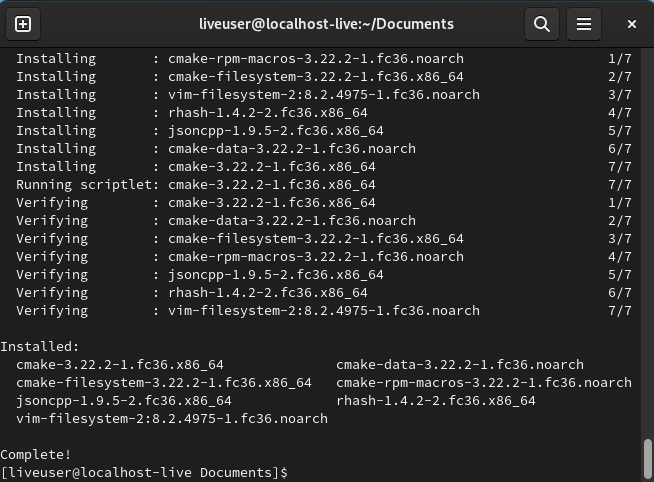 liveuser@localhost-live:~/Documents
Installing       : cmake-rpm-macros-3.22.2-1.fc36.noarch                  1/7
Installing       : cmake-filesystem-3.22.2-1.fc36.x86_64                  2/7
Installing       : vim-filesystem-2:8.2.4975-1.fc36.noarch                3/7
Installing       : rhash-1.4.2-2.fc36.x86_64                              4/7
Installing       : jsoncpp-1.9.5-2.fc36.x86_64                            5/7
Installing       : cmake-data-3.22.2-1.fc36.noarch                        6/7
Installing       : cmake-3.22.2-1.fc36.x86_64                             7/7
Running scriptlet: cmake-3.22.2-1.fc36.x86_64                             7/7
Verifying        : cmake-3.22.2-1.fc36.x86_64                             1/7
Verifying        : cmake-data-3.22.2-1.fc36.noarch                        2/7
Verifying        : cmake-filesystem-3.22.2-1.fc36.x86_64                  3/7
Verifying        : cmake-rpm-macros-3.22.2-1.fc36.noarch                  4/7
Verifying        : jsoncpp-1.9.5-2.fc36.x86_64                            5/7
Verifying        : rhash-1.4.2-2.fc36.x86_64                              6/7
Verifying        : vim-filesystem-2:8.2.4975-1.fc36.noarch                7/7
Installed:
cmake-3.22.2-1.fc36.x86_64              cmake-data-3.22.2-1.fc36.noarch
cmake-filesystem-3.22.2-1.fc36.x86_64   cmake-rpm-macros-3.22.2-1.fc36.noarch
jsoncpp-1.9.5-2.fc36.x86_64             rhash-1.4.2-2.fc36.x86_64
vim-filesystem-2:8.2.4975-1.fc36.noarch
Complete!
[liveuser@localhost-live Documents]$